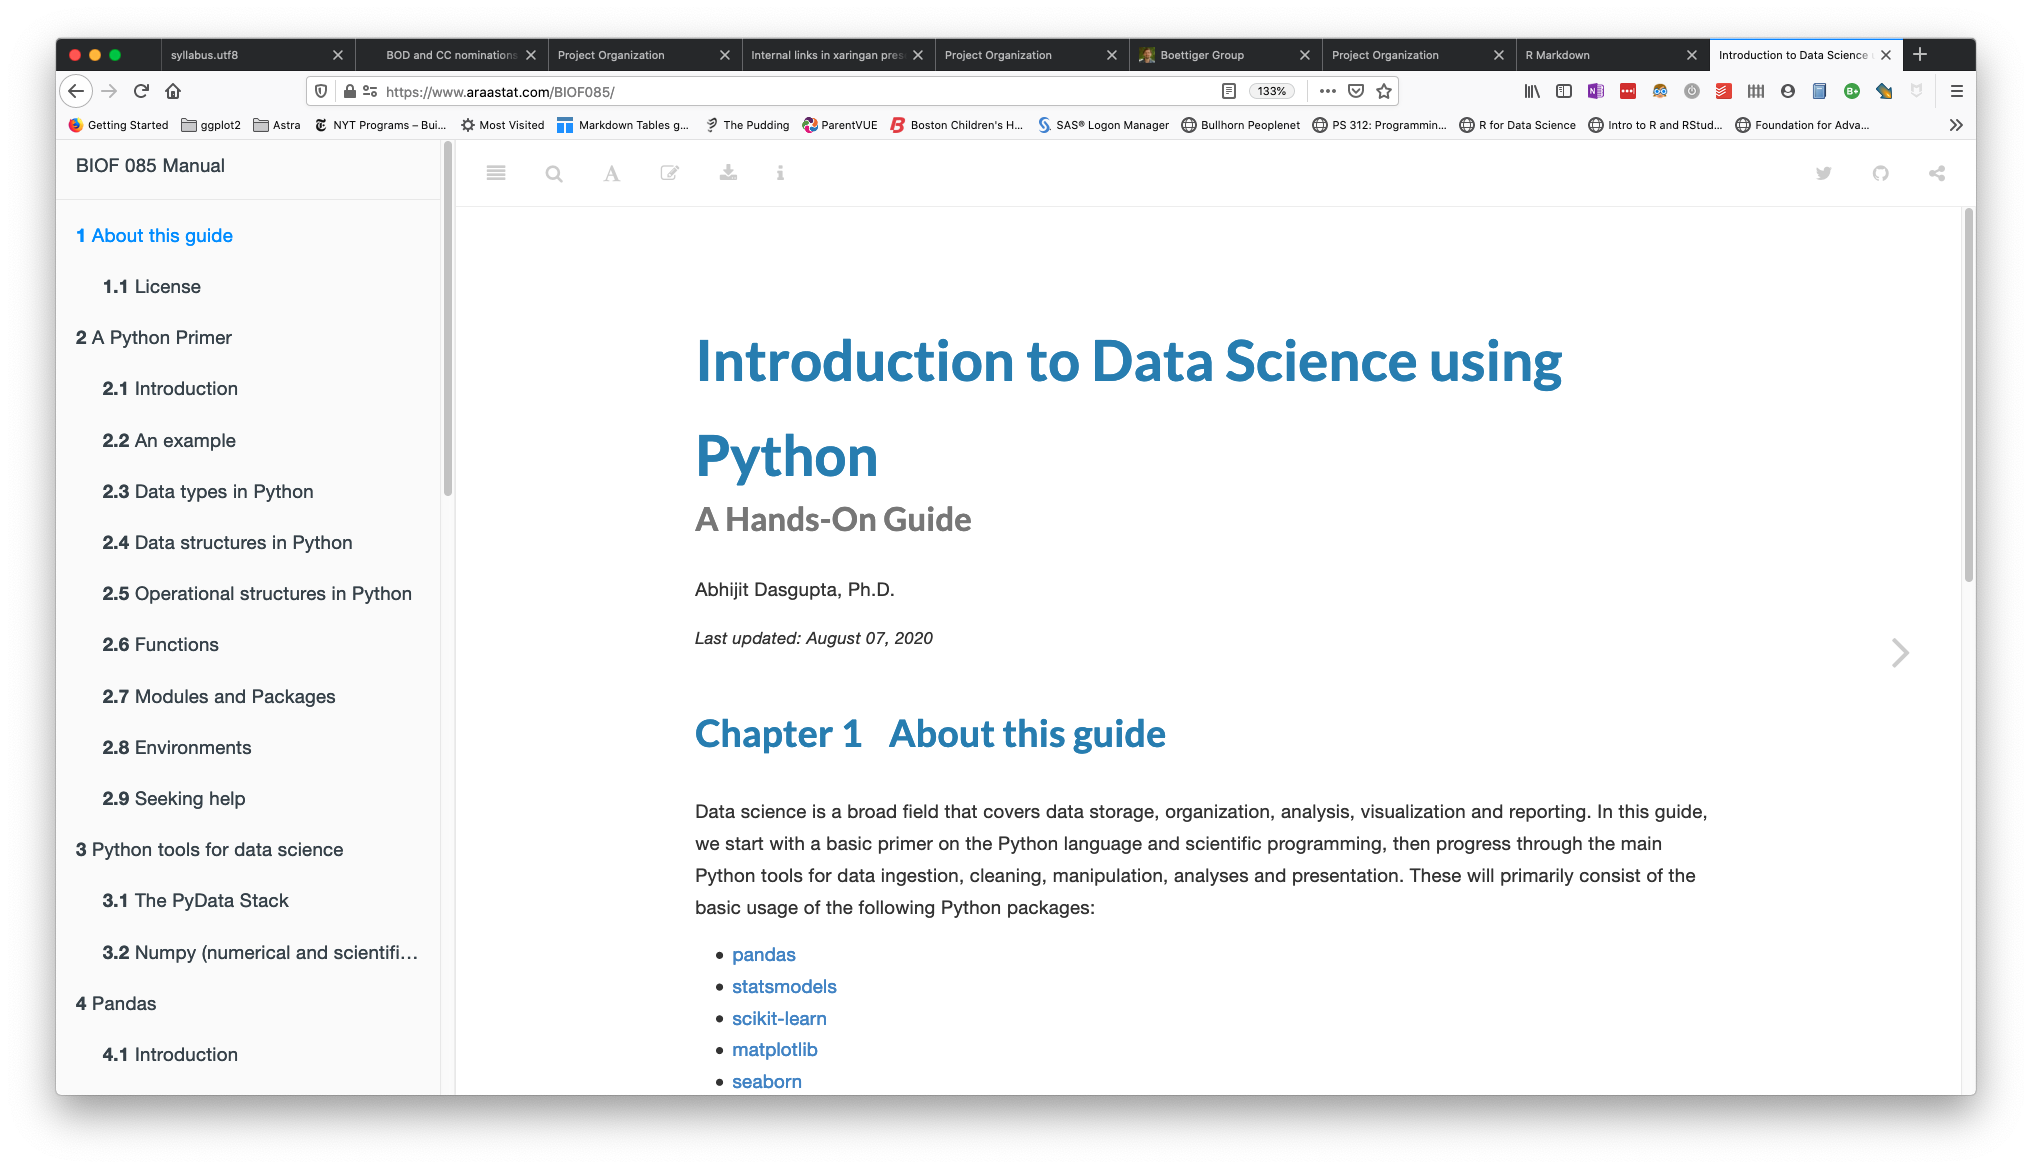 syllabus.utf8
BOD and CC nominations
Project Organization
Internal links in xaringan pres
Project Organization
Boettiger Group
Project Organization
R Markdown
Introduction to Data Science
https://www.araastat.com/BIOF085/
133%
Getting Started
ggplot2
Astra
NYT Programs – Bui...
Most Visited
Markdown Tables g...
The Pudding
ParentVUE
Boston Children's H...
SAS® Logon Manager
Bullhorn Peoplenet
PS 312: Programmin...
R for Data Science
Intro to R and RStud...
Foundation for Adva...
BIOF 085 Manual
1 About this guide
1.1 License
2 A Python Primer
2.1 Introduction
2.2 An example
2.3 Data types in Python
2.4 Data structures in Python
2.5 Operational structures in Python
2.6 Functions
2.7 Modules and Packages
2.8 Environments
2.9 Seeking help
3 Python tools for data science
3.1 The PyData Stack
3.2 Numpy (numerical and scientifi…
4 Pandas
4.1 Introduction
Introduction to Data Science using
Python
A Hands-On Guide
Abhijit Dasgupta, Ph.D.
Last updated: August 07, 2020
Chapter 1 About this guide
Data science is a broad field that covers data storage, organization, analysis, visualization and reporting. In this guide,
we start with a basic primer on the Python language and scientific programming, then progress through the main
Python tools for data ingestion, cleaning, manipulation, analyses and presentation. These will primarily consist of the
basic usage of the following Python packages:
• pandas
• statsmodels
• scikit-learn
• matplotlib
• seaborn